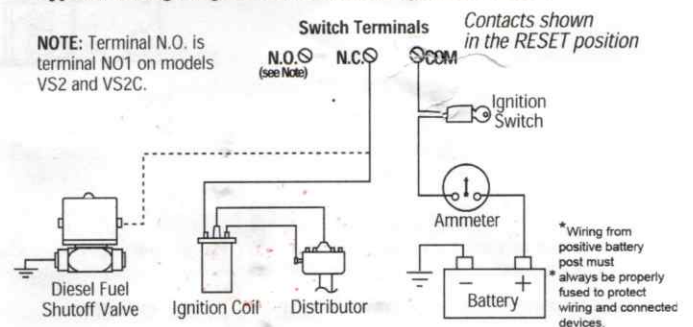 Switch Terminals
Contacts shown
in the RESET position
NOTE: Terminal N.O. is
terminal NO1 on models
VS2 and VS2C.
N.O.
(see Note)
N.C.
COM
Ignition
Switch
Ammeter
*Wiring from
positive battery
post must
* always be properly
fused to protect
wiring and connected
devices.
Diesel Fuel
Shutoff Valve
Ignition Coil
Distributor
− +
Battery